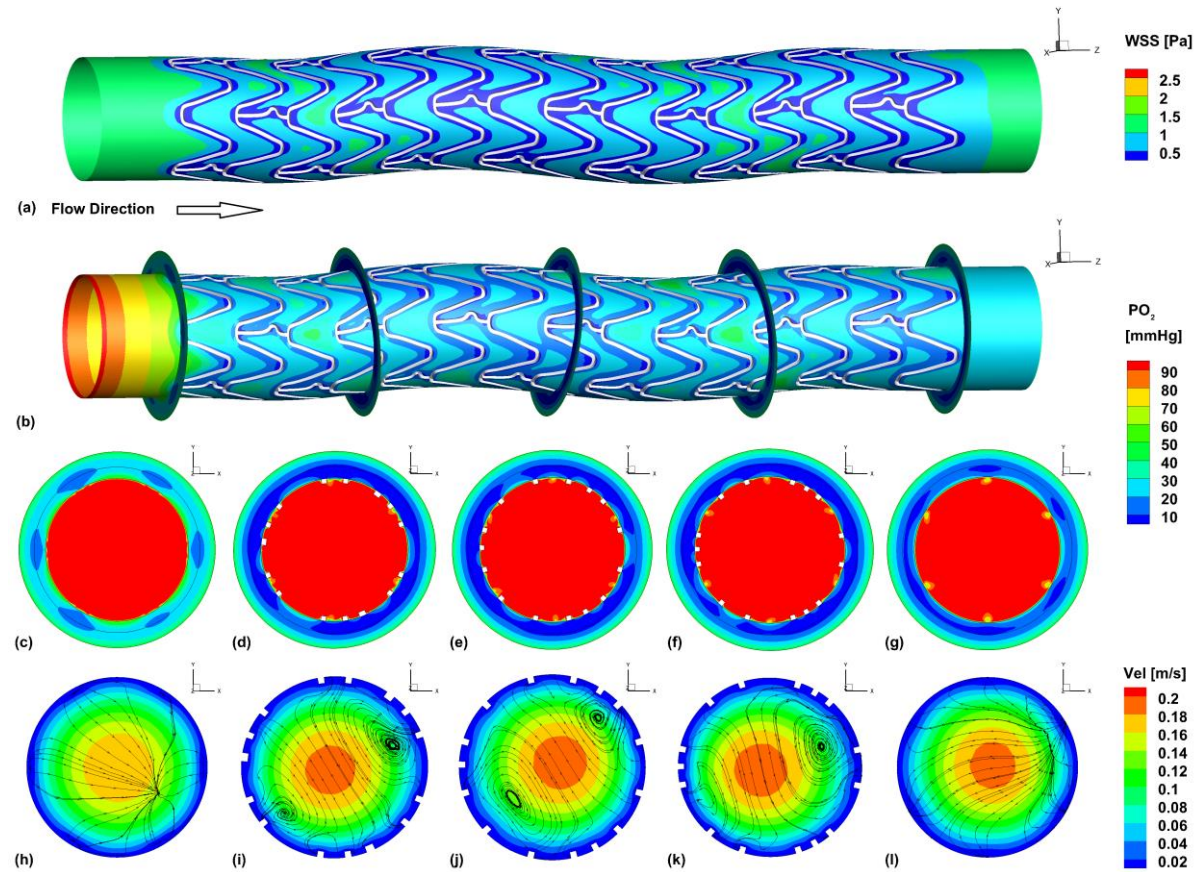 Y
X
Z
WSS [Pa]
2.5
2
1.5
1
0.5
(a) Flow Direction
Y
X
Z
PO2
[mmHg]
90
80
70
60
50
40
30
20
10
(b)
Y
X
Y
X
Y
X
Y
X
Y
X
(c) (d) (e) (f) (g)
Y
X
Y
X
Y
X
Y
X
Y
X
Vel [m/s]
0.2
0.18
0.16
0.14
0.12
0.1
0.08
0.06
0.04
0.02
(h) (i) (j) (k) (l)